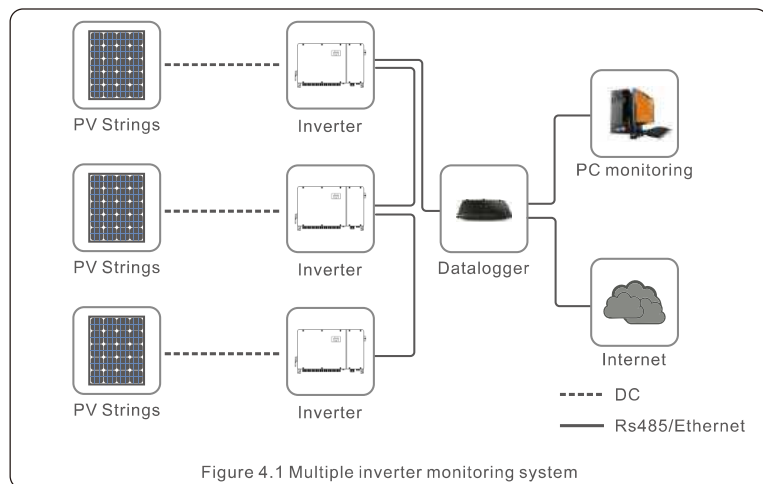 PV Strings
Inverter
PC monitoring
PV Strings
Inverter
Datalogger
Internet
PV Strings
Inverter
DC
Rs485/Ethernet
Figure 4.1 Multiple inverter monitoring system